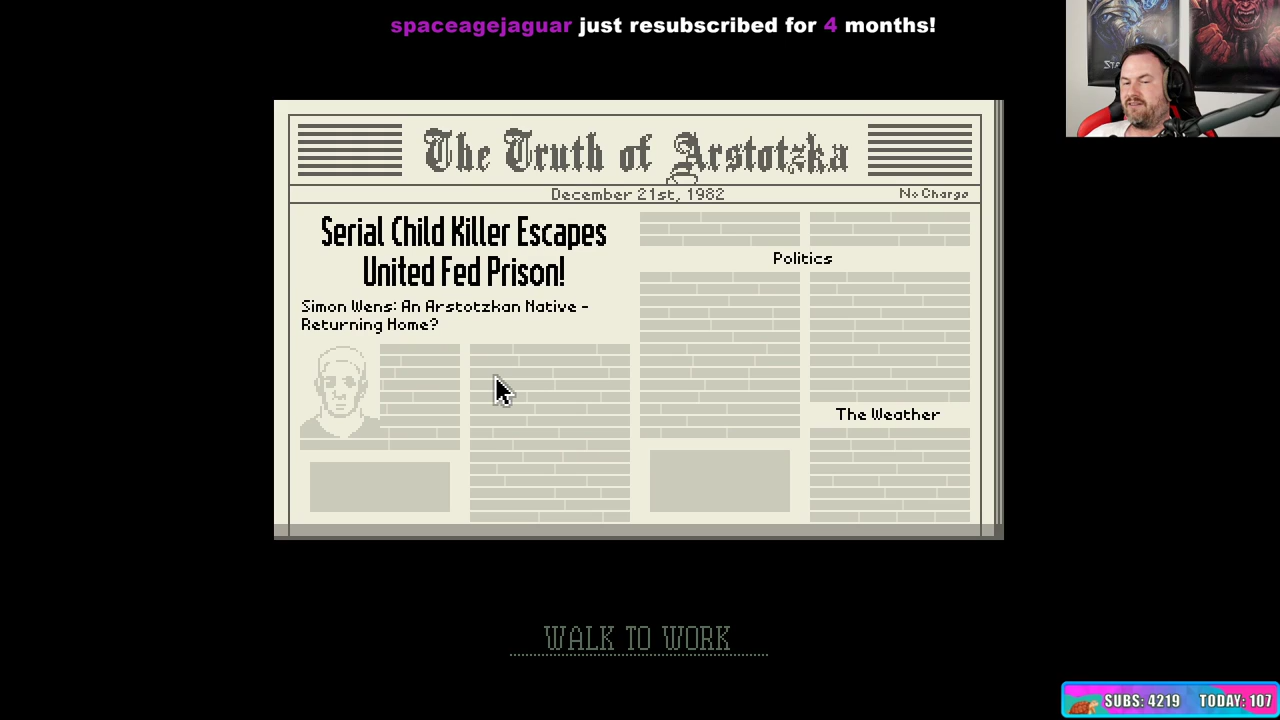 spaceagejaguar just resubscribed for 4 months!
The Truth of Arstotzka
December 21st, 1982
No Charge
Serial Child Killer Escapes
United Fed Prison!
Simon Wens: An Arstotzkan Native -
Returning Home?
Politics
The Weather
WALK TO WORK
SUBS: 4219 TODAY: 107